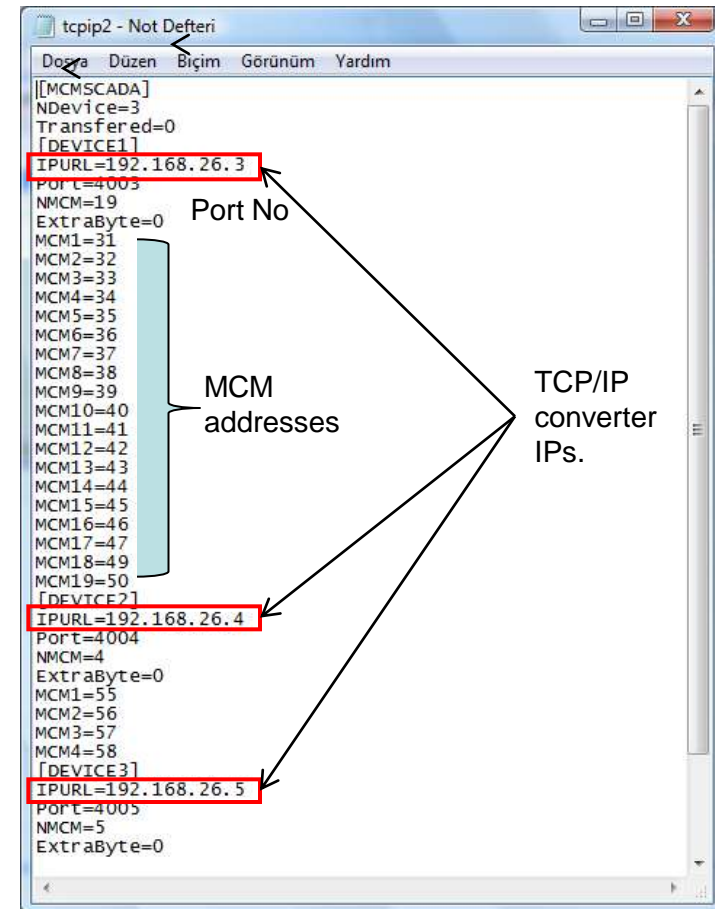 tcpip2 - Not Defteri
Dosya Düzen Biçim Görünüm Yardım
[MCMSCADA]
NDevice=3
Transfered=0
[DEVICE1]
IPURL=192.168.26.3
Port=4003
NMCM=19
Port No
ExtraByte=0
MCM1=31
MCM2=32
MCM3=33
MCM4=34
MCM5=35
MCM6=36
MCM7=37
MCM8=38
MCM9=39
MCM10=40
MCM11=41
MCM12=42
MCM13=43
MCM14=44
MCM15=45
MCM16=46
MCM17=47
MCM18=49
MCM19=50
MCM
addresses
TCP/IP
converter
IPs.
[DEVICE2]
IPURL=192.168.26.4
Port=4004
NMCM=4
ExtraByte=0
MCM1=55
MCM2=56
MCM3=57
MCM4=58
[DEVICE3]
IPURL=192.168.26.5
Port=4005
NMCM=5
ExtraByte=0